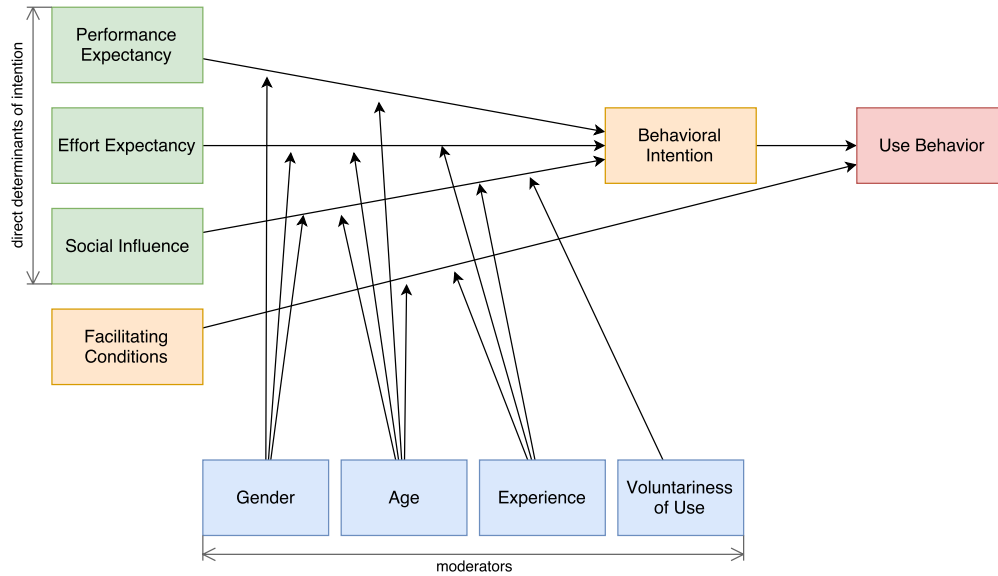 direct determinants of intention
Performance
Expectancy
Effort Expectancy
Social Influence
Facilitating
Conditions
Behavioral
Intention
Use Behavior
Gender
Age
Experience
Voluntariness
of Use
moderators